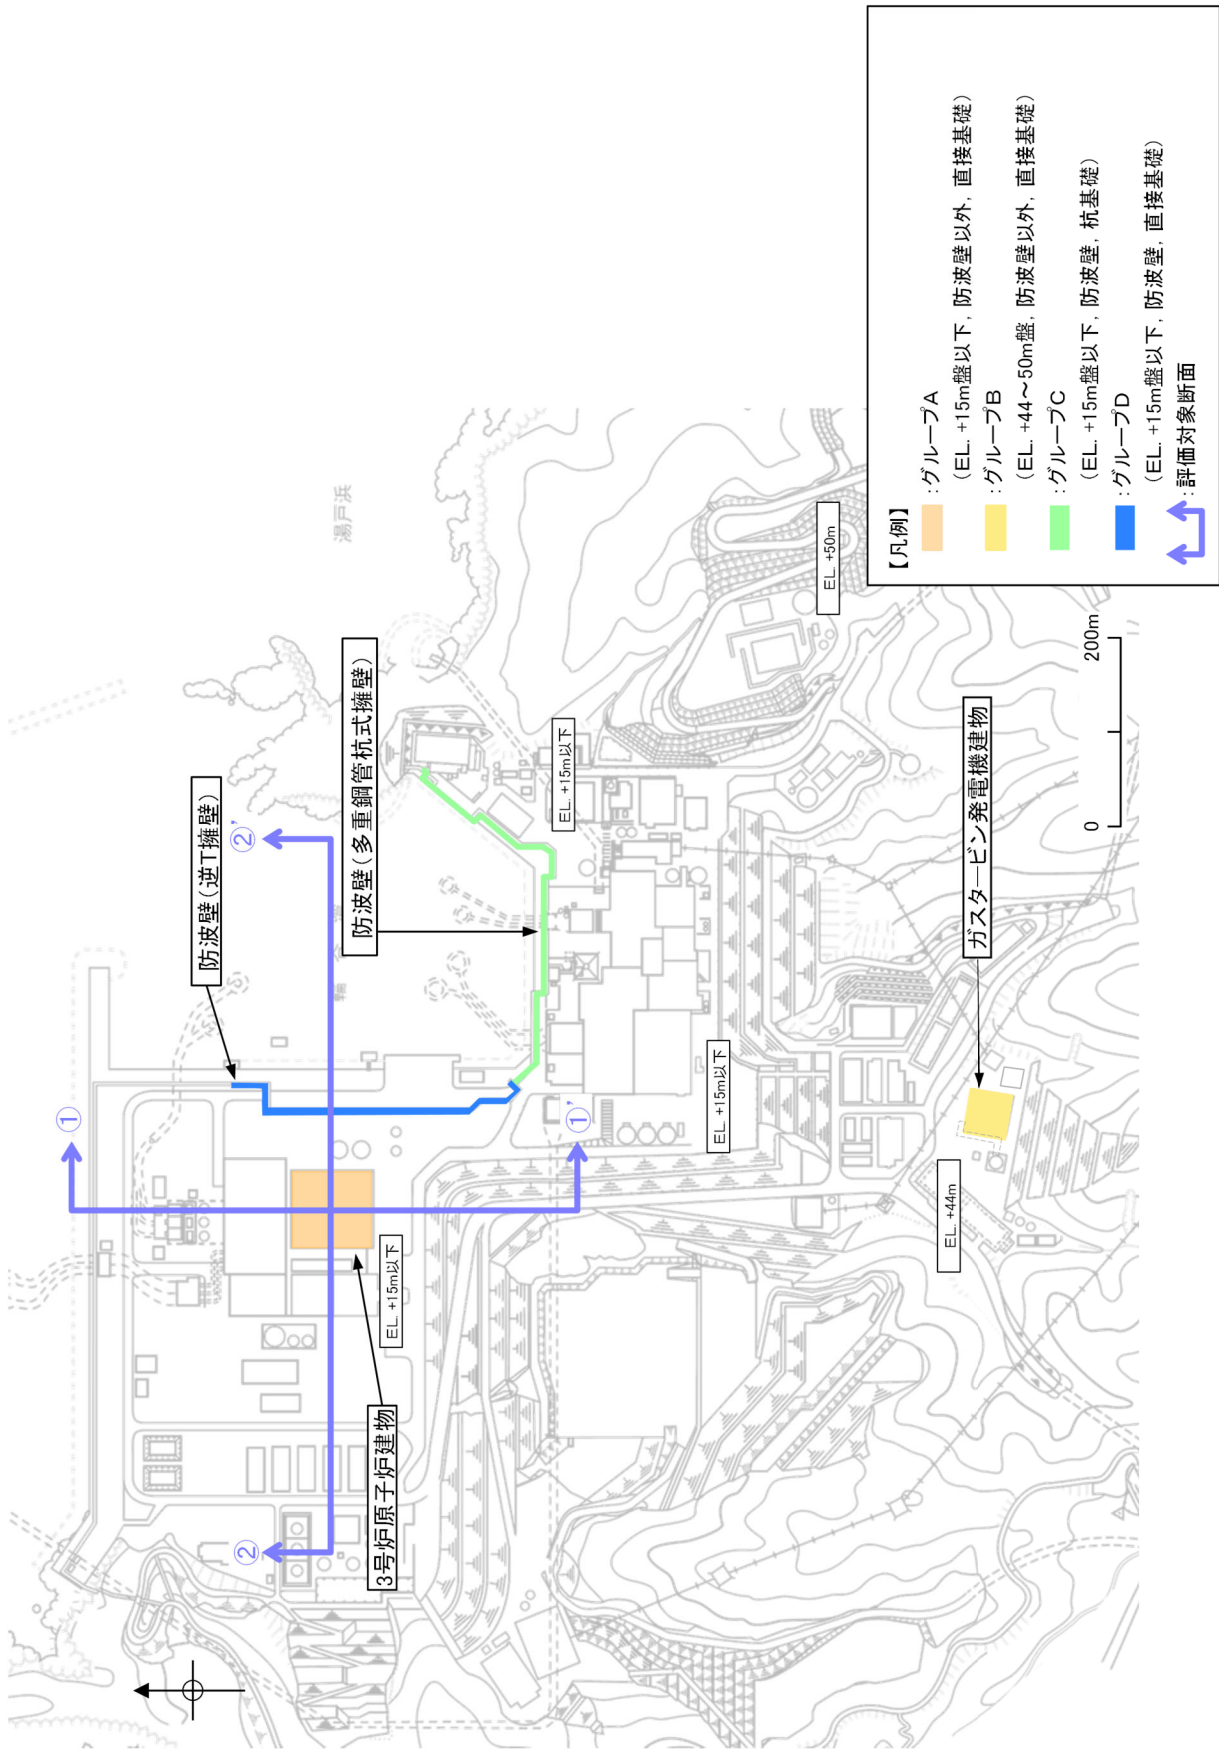 ①
①'
②
②'
防波壁(逆T擁壁)
防波壁(多重鋼管杭式擁壁)
3号炉原子炉建物
ガスタービン発電機建物
EL. +15m以下
EL. +15m以下
EL. +15m以下
EL. +44m
EL. +50m
湯戸浜
0
200m
【凡例】
:グループA
(EL. +15m盤以下, 防波壁以外, 直接基礎)
:グループB
(EL. +44～50m盤, 防波壁以外, 直接基礎)
:グループC
(EL. +15m盤以下, 防波壁, 杭基礎)
:グループD
(EL. +15m盤以下, 防波壁, 直接基礎)
:評価対象断面